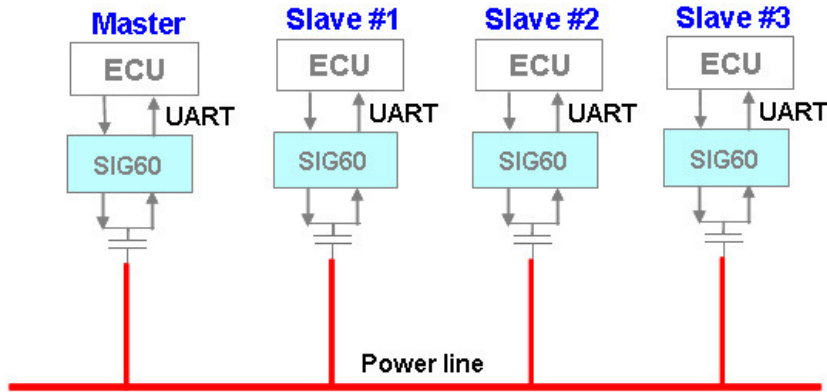 Master Slave #1 Slave #2 Slave #3
ECU ECU ECU ECU
UART UART UART UART
SIG60 SIG60 SIG60 SIG60
Power line